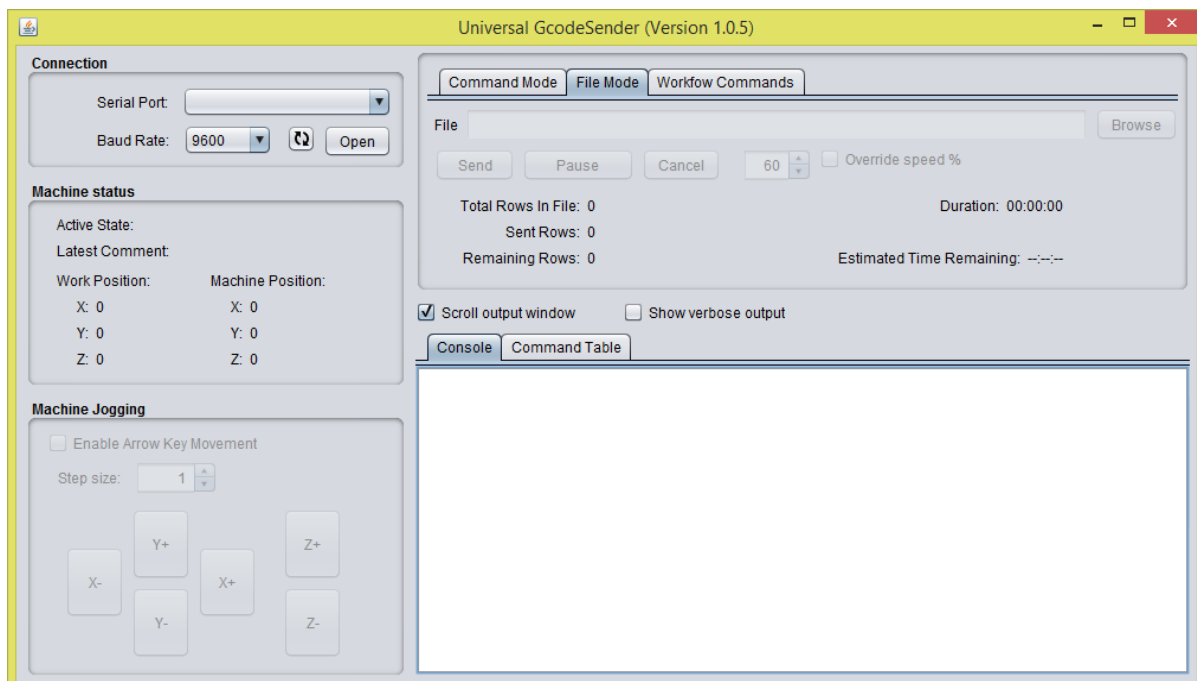 Universal GcodeSender (Version 1.0.5)
Connection
Serial Port:
Baud Rate: 9600 Open
Machine status
Active State:
Latest Comment:
Work Position: Machine Position:
X: 0 X: 0
Y: 0 Y: 0
Z: 0 Z: 0
Machine Jogging
Enable Arrow Key Movement
Step size: 1
Y+ Z+
X- X+
Y- Z-
Command Mode File Mode Workfow Commands
File Browse
Send Pause Cancel 60 Override speed %
Total Rows In File: 0 Duration: 00:00:00
Sent Rows: 0
Remaining Rows: 0 Estimated Time Remaining: --:--:--
Scroll output window Show verbose output
Console Command Table